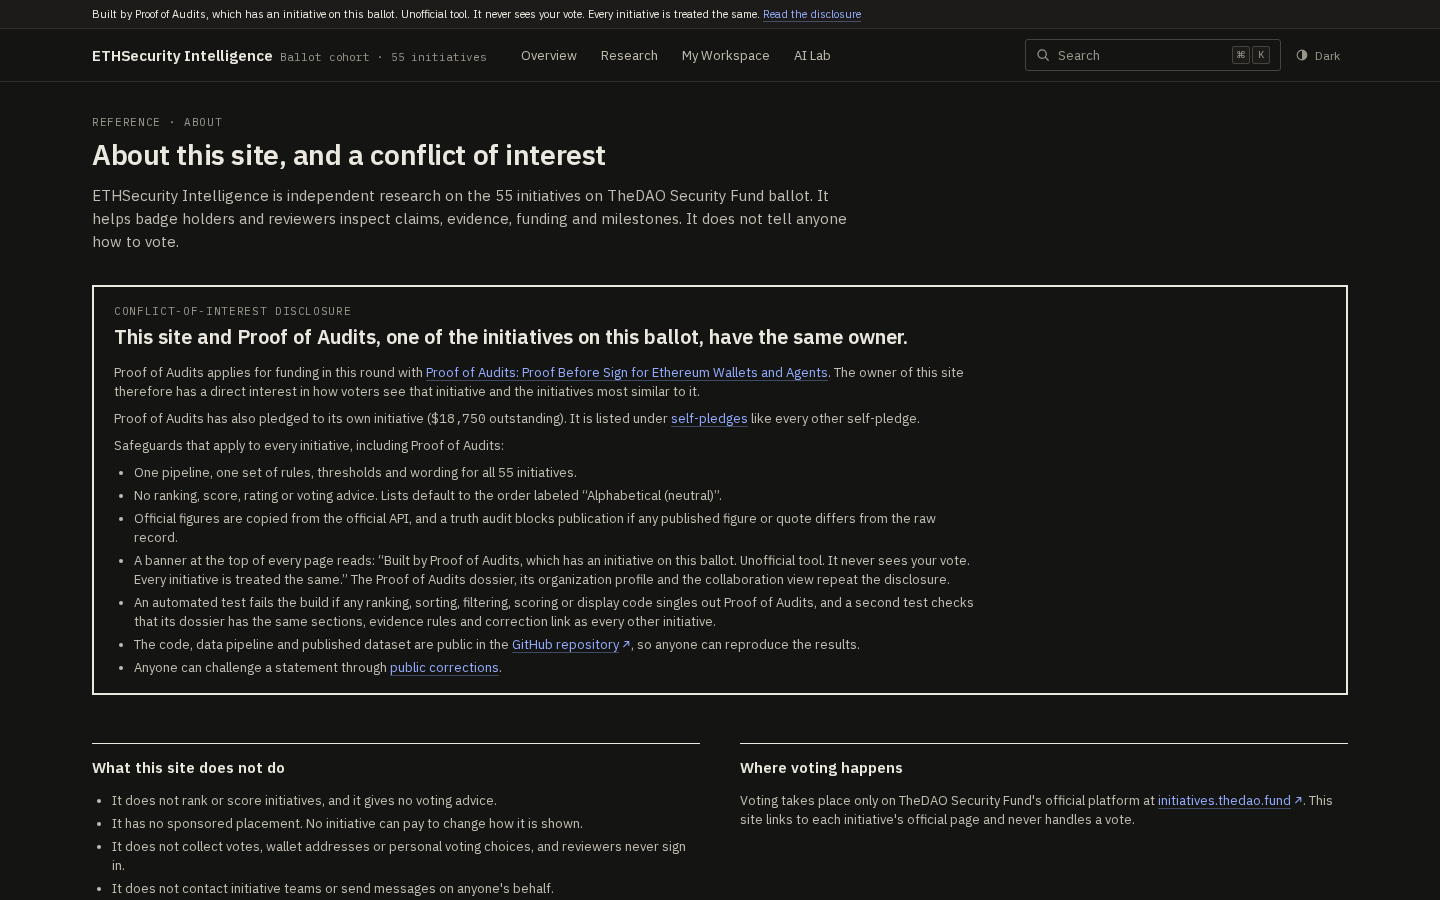 Built by Proof of Audits, which has an initiative on this ballot. Unofficial tool. It never sees your vote. Every initiative is treated the same. Read the disclosure
ETHSecurity Intelligence Ballot cohort · 55 initiatives Overview Research My Workspace AI Lab Search ⌘ K Dark
REFERENCE · ABOUT
About this site, and a conflict of interest
ETHSecurity Intelligence is independent research on the 55 initiatives on TheDAO Security Fund ballot. It
helps badge holders and reviewers inspect claims, evidence, funding and milestones. It does not tell anyone
how to vote.
CONFLICT-OF-INTEREST DISCLOSURE
This site and Proof of Audits, one of the initiatives on this ballot, have the same owner.
Proof of Audits applies for funding in this round with Proof of Audits: Proof Before Sign for Ethereum Wallets and Agents. The owner of this site
therefore has a direct interest in how voters see that initiative and the initiatives most similar to it.
Proof of Audits has also pledged to its own initiative ($18,750 outstanding). It is listed under self-pledges like every other self-pledge.
Safeguards that apply to every initiative, including Proof of Audits:
• One pipeline, one set of rules, thresholds and wording for all 55 initiatives.
• No ranking, score, rating or voting advice. Lists default to the order labeled “Alphabetical (neutral)”.
• Official figures are copied from the official API, and a truth audit blocks publication if any published figure or quote differs from the raw
record.
• A banner at the top of every page reads: “Built by Proof of Audits, which has an initiative on this ballot. Unofficial tool. It never sees your vote.
Every initiative is treated the same.” The Proof of Audits dossier, its organization profile and the collaboration view repeat the disclosure.
• An automated test fails the build if any ranking, sorting, filtering, scoring or display code singles out Proof of Audits, and a second test checks
that its dossier has the same sections, evidence rules and correction link as every other initiative.
• The code, data pipeline and published dataset are public in the GitHub repository ↗, so anyone can reproduce the results.
• Anyone can challenge a statement through public corrections.
What this site does not do
• It does not rank or score initiatives, and it gives no voting advice.
• It has no sponsored placement. No initiative can pay to change how it is shown.
• It does not collect votes, wallet addresses or personal voting choices, and reviewers never sign
in.
• It does not contact initiative teams or send messages on anyone's behalf.
Where voting happens
Voting takes place only on TheDAO Security Fund's official platform at initiatives.thedao.fund ↗. This
site links to each initiative's official page and never handles a vote.